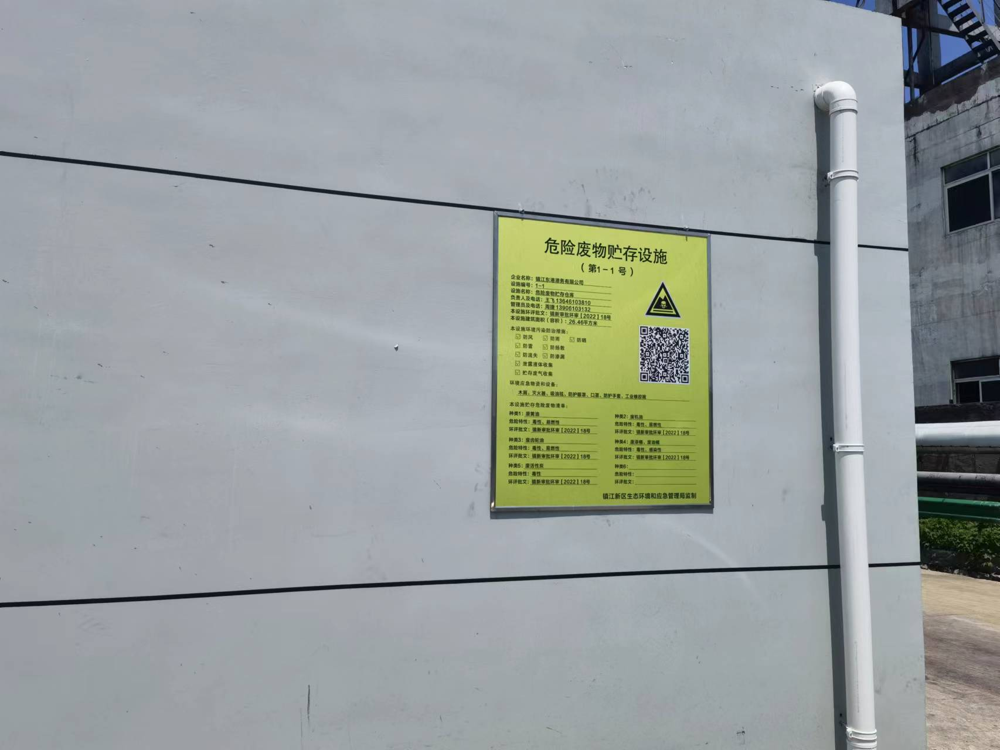 危险废物贮存设施
（第1－1 号）
企业名称：镇江东港港务有限公司
设施编号：1-1
设施名称：危险废物贮存仓库
负责人及电话：王飞 13646103810
管理员及电话：周捷 13906103132
本设施环评批文：镇新审批环审【2022】18号
本设施建筑面积（容积）：26.46平方米
本设施环境污染防治措施：
☑ 防风 ☑ 防雨 ☑ 防晒
☑ 防雷 ☑ 防扬散
☑ 防流失 ☑ 防渗漏
☑ 泄露液体收集
☑ 贮存废气收集
环境应急物资和设备：
木屑、灭火器、吸油毡、防护眼罩、口罩、防护手套、工业橡胶靴
本设施贮存危险废物清单：
种类1：废黄油
危险特性：毒性、易燃性
环评批文：镇新审批环审【2022】18号
种类2：废机油
危险特性：毒性、易燃性
环评批文：镇新审批环审【2022】18号
种类3：废齿轮油
危险特性：毒性、易燃性
环评批文：镇新审批环审【2022】18号
种类4：废漆桶、废油桶
危险特性：毒性、感染性
环评批文：镇新审批环审【2022】18号
种类5：废活性炭
危险特性：毒性
环评批文：镇新审批环审【2022】18号
种类6：
危险特性：
环评批文：
镇江新区生态环境和应急管理局监制